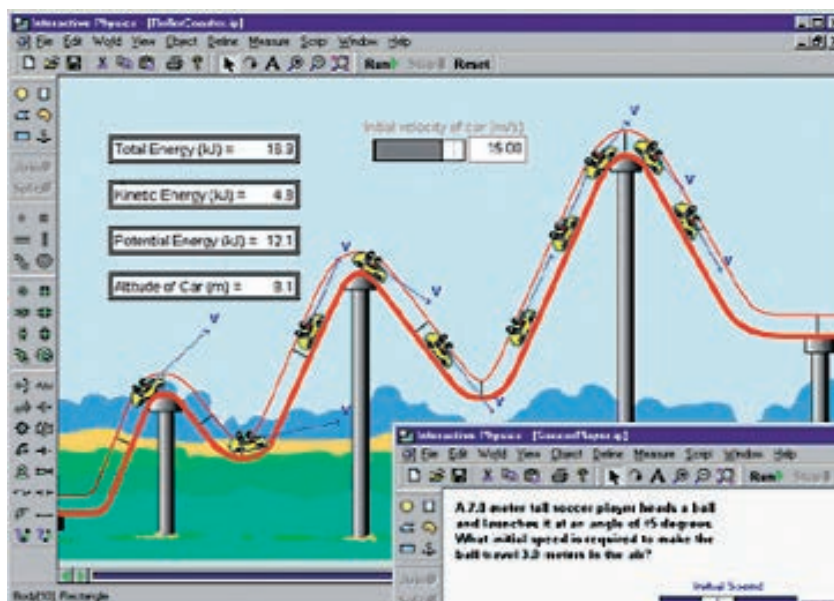 Interactive Physics - [RollerCoaster.ip]
File Edit World View Object Define Measure Script Window Help
Run Stop Reset
Total Energy (kJ) = 16.9
Kinetic Energy (kJ) = 4.8
Potential Energy (kJ) = 12.1
Altitude of Car (m) = 8.1
Initial velocity of car (m/s)
15.00
V
V
V
V
V
V
V
V
Interactive Physics - [SoccerPlayer.ip]
File Edit World View Object Define Measure Script Window Help
Run
A 2.0 meter tall soccer player heads a ball
and launches it at an angle of 45 degrees.
What initial speed is required to make the
ball travel 3.0 meters in the air?
Initial Speed
Rectangle